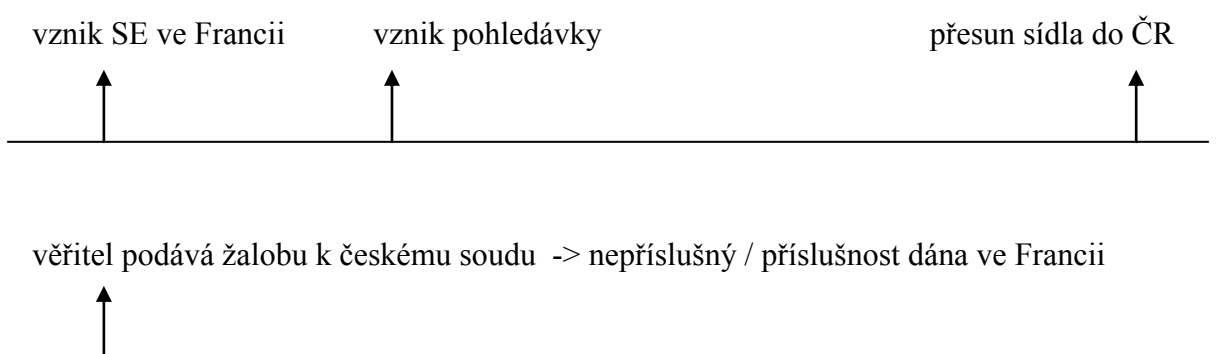 vznik SE ve Francii vznik pohledávky přesun sídla do ČR
věřitel podává žalobu k českému soudu -> nepříslušný / příslušnost dána ve Francii